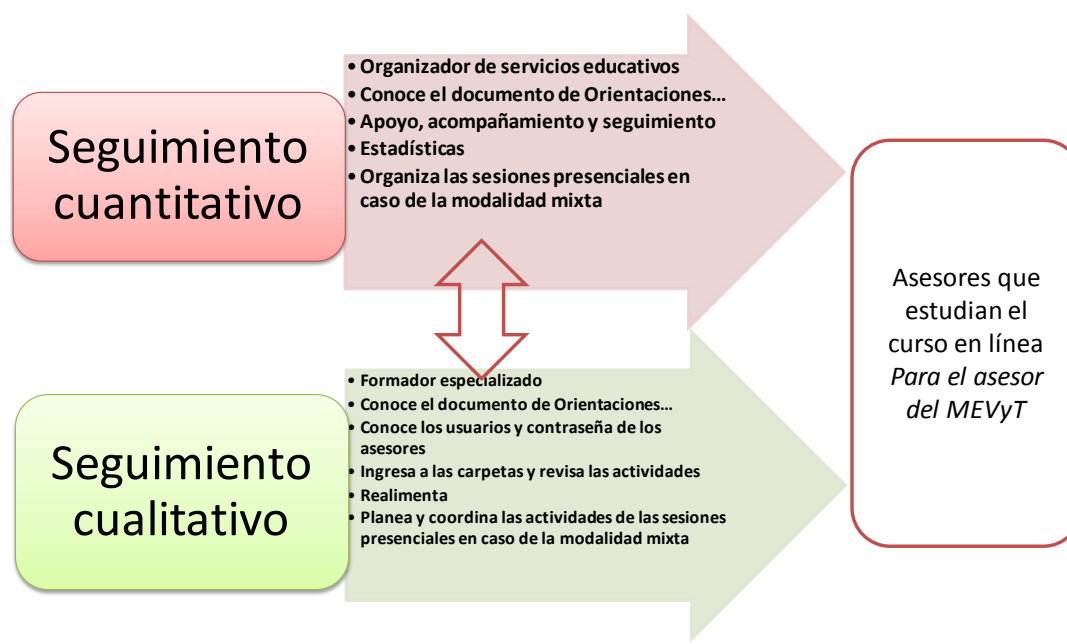 Seguimiento
cuantitativo
• Organizador de servicios educativos
• Conoce el documento de Orientaciones…
• Apoyo, acompañamiento y seguimiento
• Estadísticas
• Organiza las sesiones presenciales en
caso de la modalidad mixta
Seguimiento
cualitativo
• Formador especializado
• Conoce el documento de Orientaciones…
• Conoce los usuarios y contraseña de los
asesores
• Ingresa a las carpetas y revisa las actividades
• Realimenta
• Planea y coordina las actividades de las sesiones
presenciales en caso de la modalidad mixta
Asesores que
estudian el
curso en línea
Para el asesor
del MEVyT